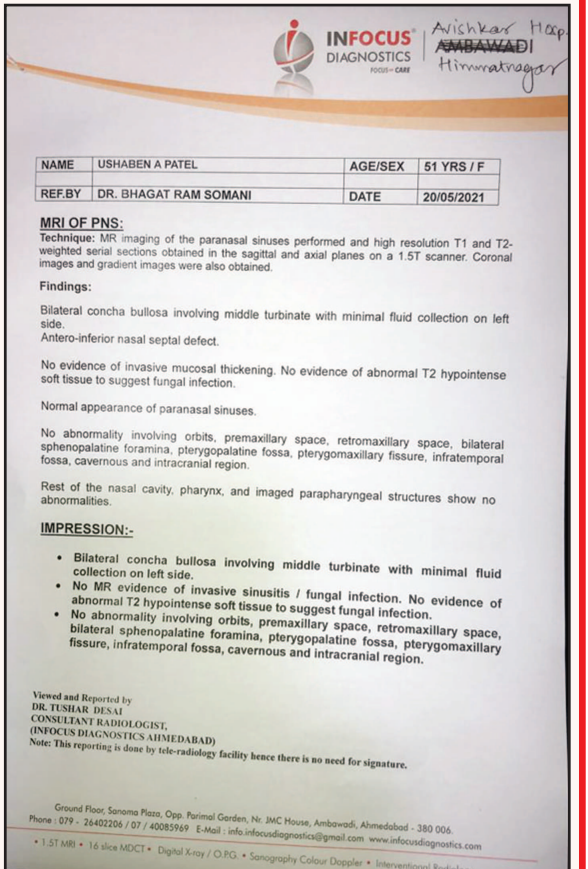 INFOCUS
DIAGNOSTICS
FOCUS - CARE
Avishkar Hosp.
AMBAWADI
Himmatnagar
NAME USHABEN A PATEL AGE/SEX 51 YRS / F
REF.BY DR. BHAGAT RAM SOMANI DATE 20/05/2021
MRI OF PNS:
Technique: MR imaging of the paranasal sinuses performed and high resolution T1 and T2-
weighted serial sections obtained in the sagittal and axial planes on a 1.5T scanner. Coronal
images and gradient images were also obtained.
Findings:
Bilateral concha bullosa involving middle turbinate with minimal fluid collection on left
side.
Antero-inferior nasal septal defect.
No evidence of invasive mucosal thickening. No evidence of abnormal T2 hypointense
soft tissue to suggest fungal infection.
Normal appearance of paranasal sinuses.
No abnormality involving orbits, premaxillary space, retromaxillary space, bilateral
sphenopalatine foramina, pterygopalatine fossa, pterygomaxillary fissure, infratemporal
fossa, cavernous and intracranial region.
Rest of the nasal cavity, pharynx, and imaged parapharyngeal structures show no
abnormalities.
IMPRESSION:-
• Bilateral concha bullosa involving middle turbinate with minimal fluid
collection on left side.
• No MR evidence of invasive sinusitis / fungal infection. No evidence of
abnormal T2 hypointense soft tissue to suggest fungal infection.
• No abnormality involving orbits, premaxillary space, retromaxillary space,
bilateral sphenopalatine foramina, pterygopalatine fossa, pterygomaxillary
fissure, infratemporal fossa, cavernous and intracranial region.
Viewed and Reported by
DR. TUSHAR DESAI
CONSULTANT RADIOLOGIST,
(INFOCUS DIAGNOSTICS AHMEDABAD)
Note: This reporting is done by tele-radiology facility hence there is no need for signature.
Ground Floor, Sanoma Plaza, Opp. Parimal Garden, Nr. JMC House, Ambawadi, Ahmedabad - 380 006.
Phone : 079 - 26402206 / 07 / 40085969 E-Mail : info.infocusdiagnostics@gmail.com www.infocusdiagnostics.com
• 1.5T MRI • 16 slice MDCT • Digital X-ray / O.P.G. • Sonography Colour Doppler • Interventional